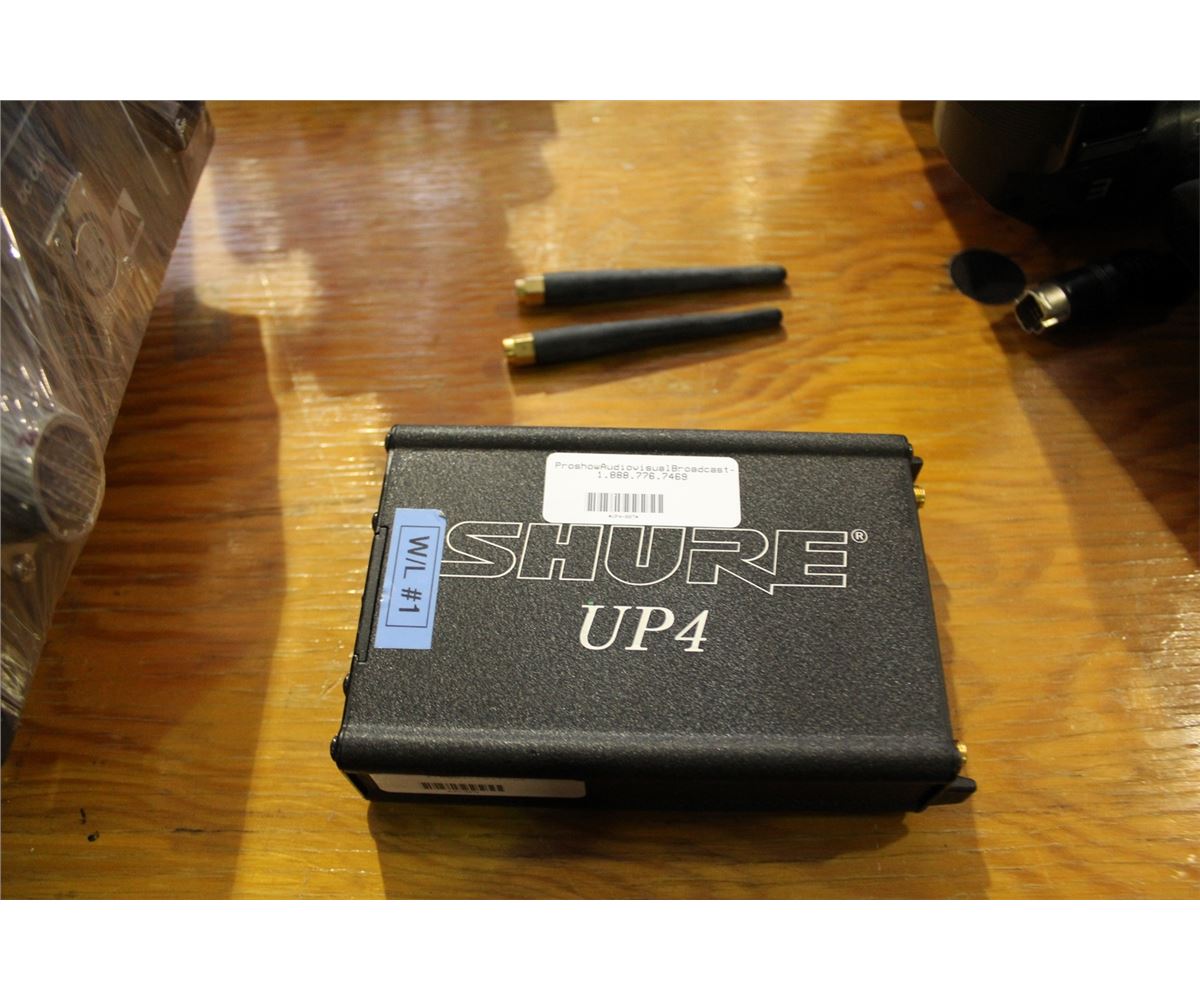 ProshowAudiovisualBroadcast-
1.888.776.7469
SHURE®
W/L #1
UP4